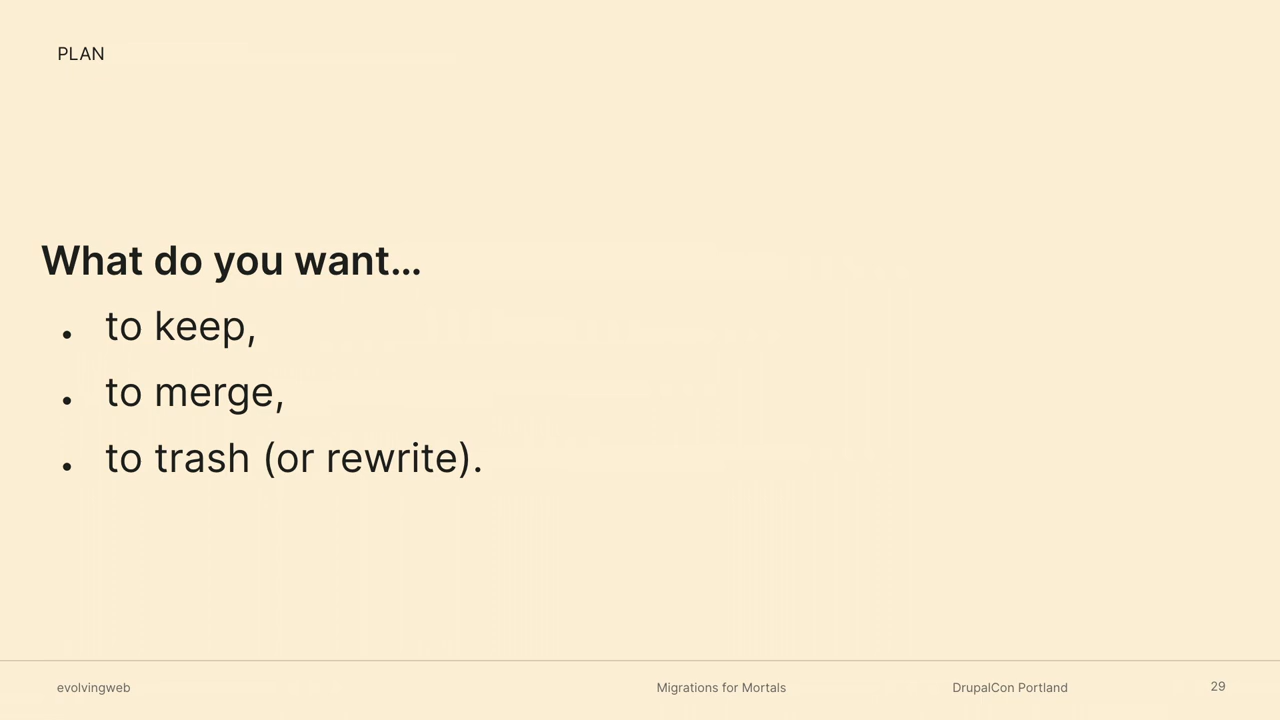 PLAN
What do you want...
• to keep,
• to merge,
• to trash (or rewrite).
evolvingweb
Migrations for Mortals
DrupalCon Portland
29